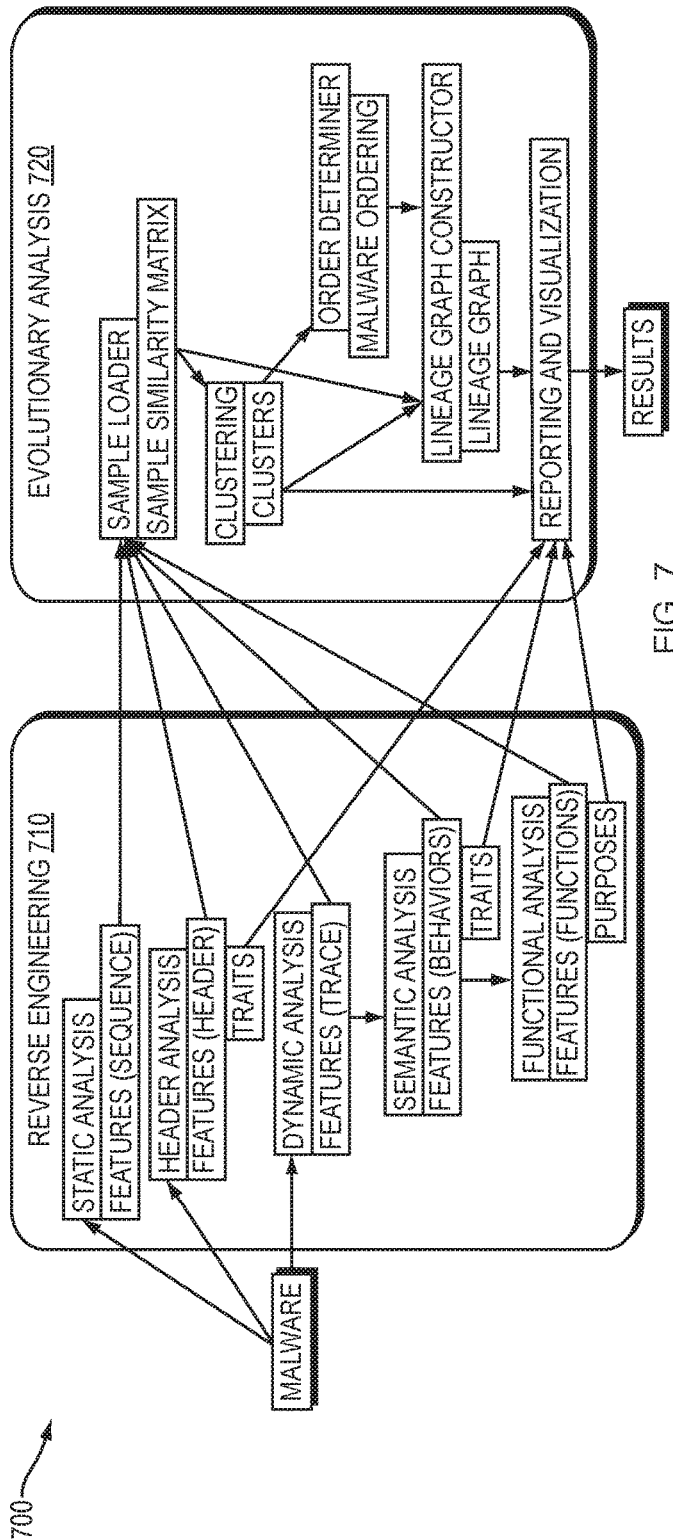 700
MALWARE
REVERSE ENGINEERING 710
STATIC ANALYSIS
FEATURES (SEQUENCE)
HEADER ANALYSIS
FEATURES (HEADER)
TRAITS
DYNAMIC ANALYSIS
FEATURES (TRACE)
SEMANTIC ANALYSIS
FEATURES (BEHAVIORS)
TRAITS
FUNCTIONAL ANALYSIS
FEATURES (FUNCTIONS)
PURPOSES
EVOLUTIONARY ANALYSIS 720
SAMPLE LOADER
SAMPLE SIMILARITY MATRIX
CLUSTERING
CLUSTERS
ORDER DETERMINER
MALWARE ORDERING
LINEAGE GRAPH CONSTRUCTOR
LINEAGE GRAPH
REPORTING AND VISUALIZATION
RESULTS
FIG. 7